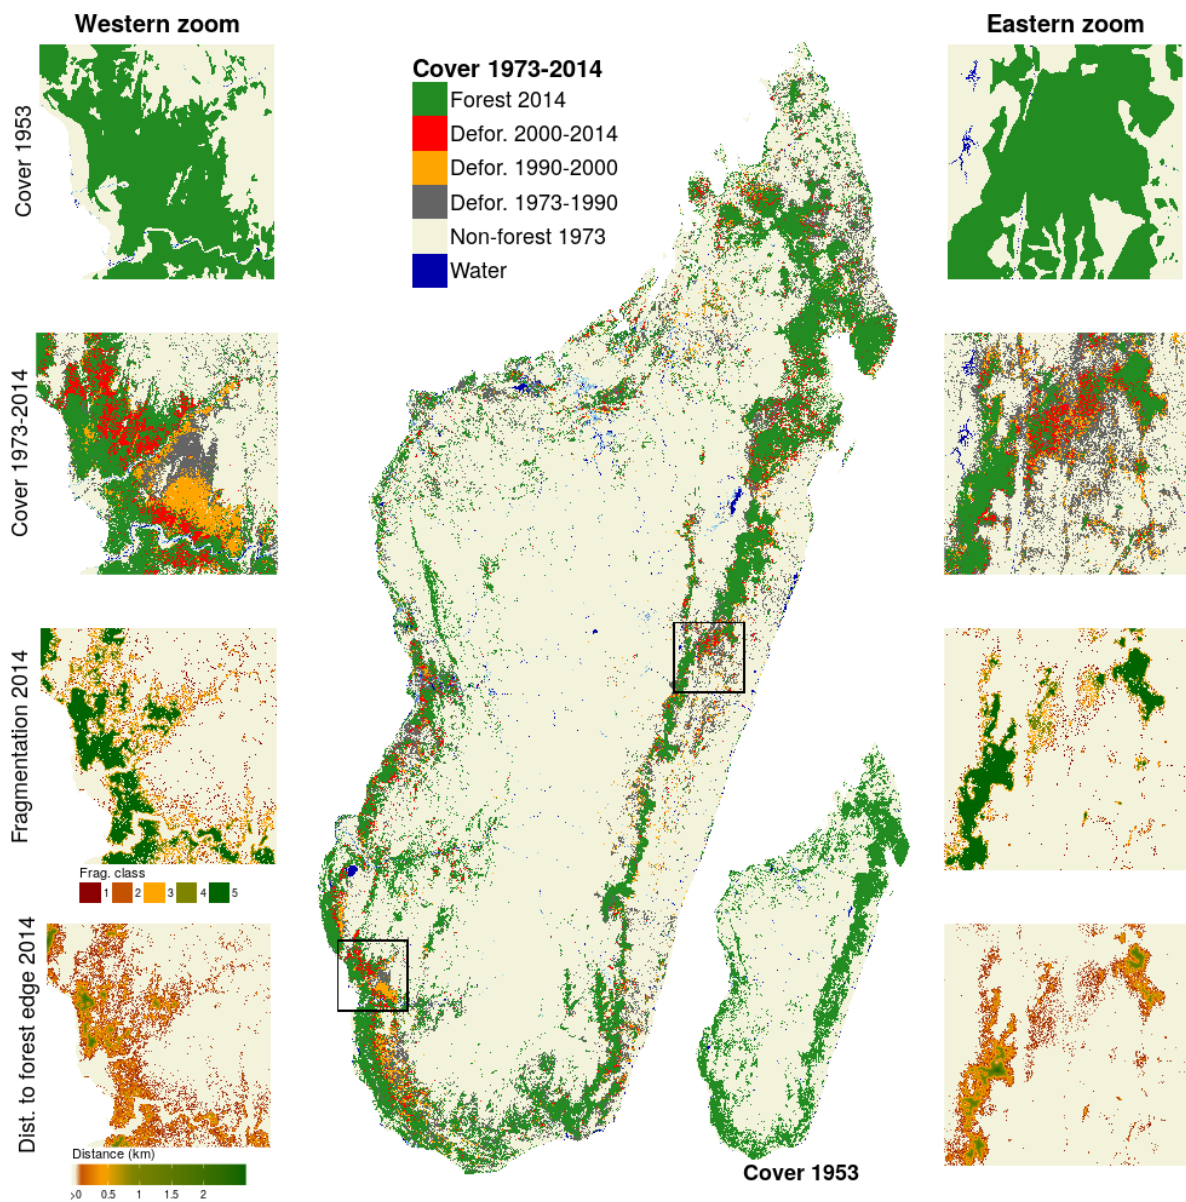 Western zoom
Eastern zoom
Cover 1953
Cover 1973-2014
Fragmentation 2014
Dist. to forest edge 2014
Cover 1973-2014
Forest 2014
Defor. 2000-2014
Defor. 1990-2000
Defor. 1973-1990
Non-forest 1973
Water
Frag. class
1 2 3 4 5
Distance (km)
>0 0.5 1 1.5 2
Cover 1953